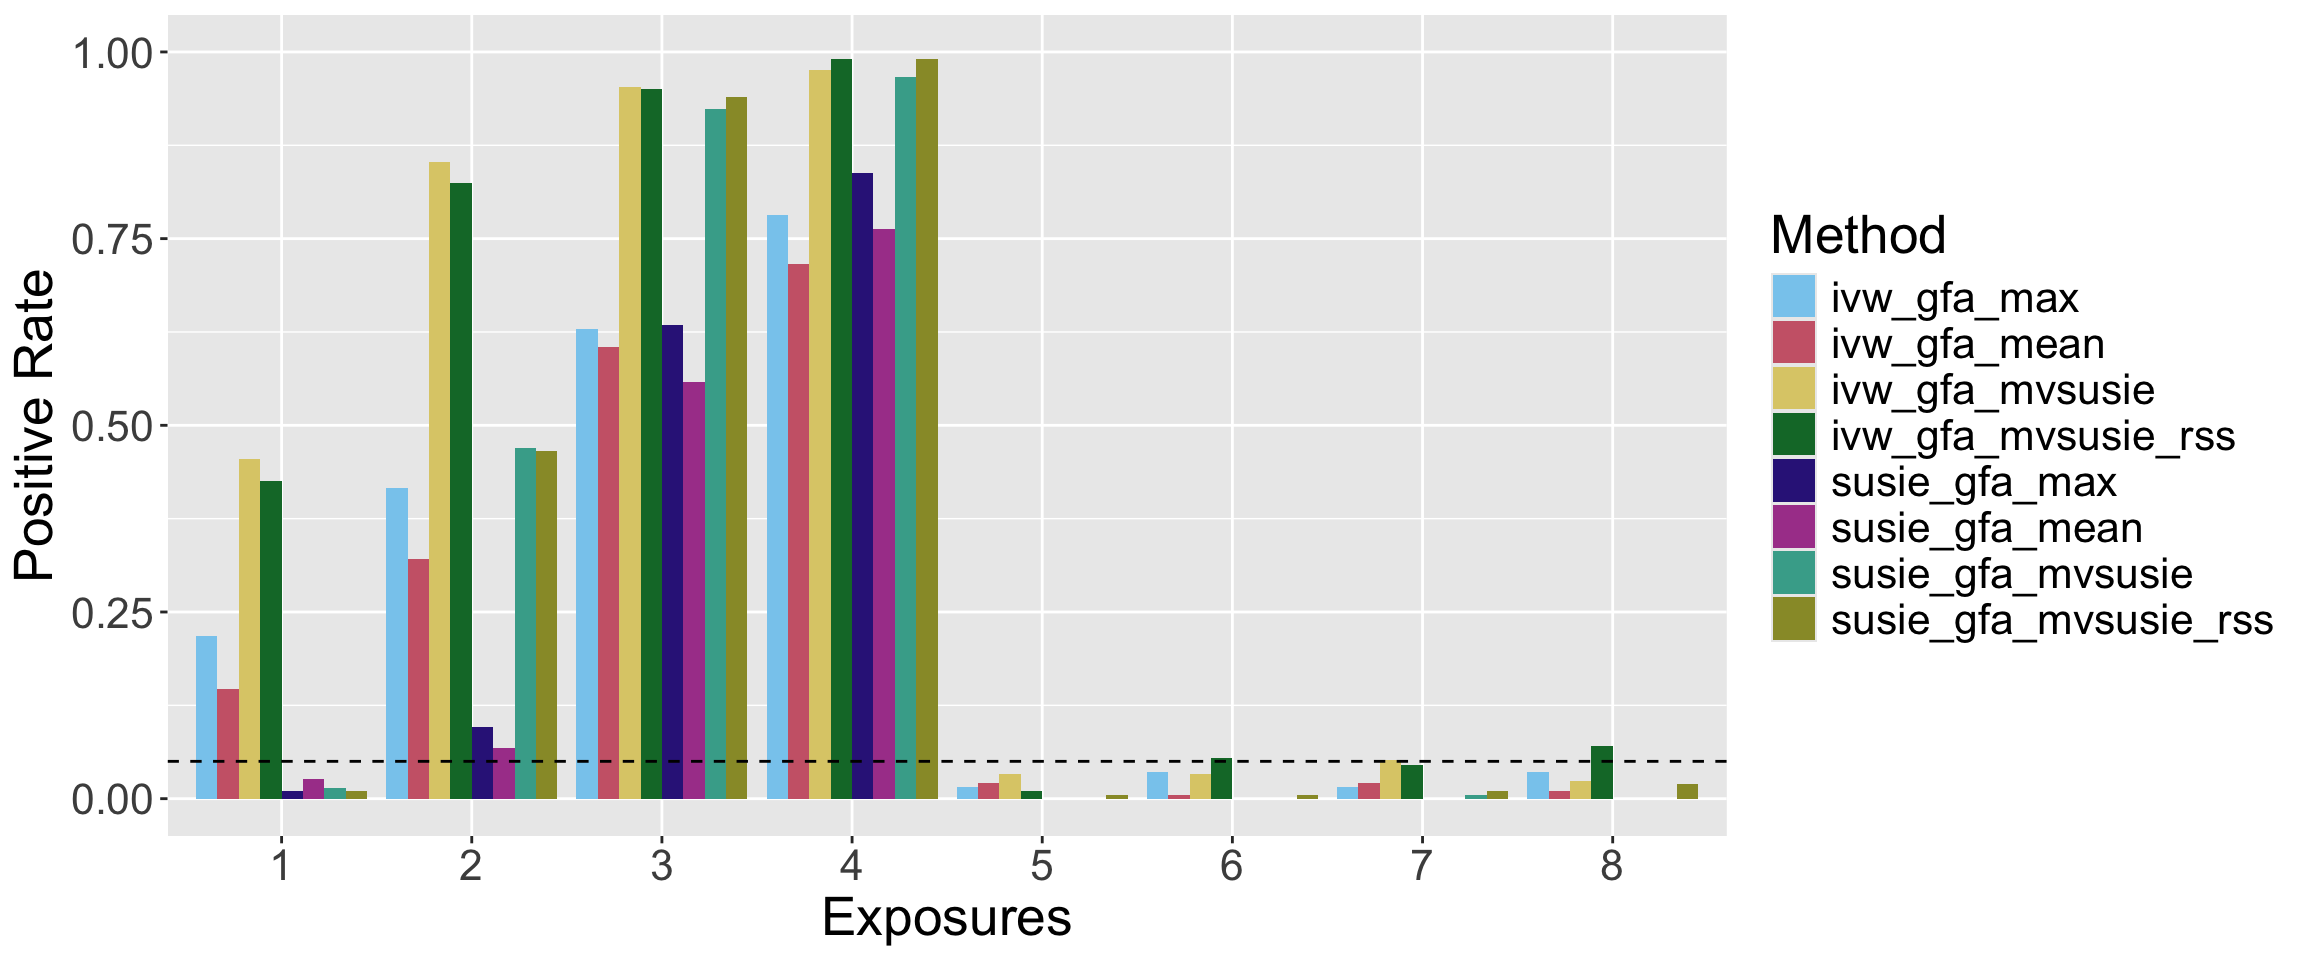 Positive Rate
1.00
0.75
0.50
0.25
0.00
1 2 3 4 5 6 7 8
Exposures
Method
ivw_gfa_max
ivw_gfa_mean
ivw_gfa_mvsusie
ivw_gfa_mvsusie_rss
susie_gfa_max
susie_gfa_mean
susie_gfa_mvsusie
susie_gfa_mvsusie_rss